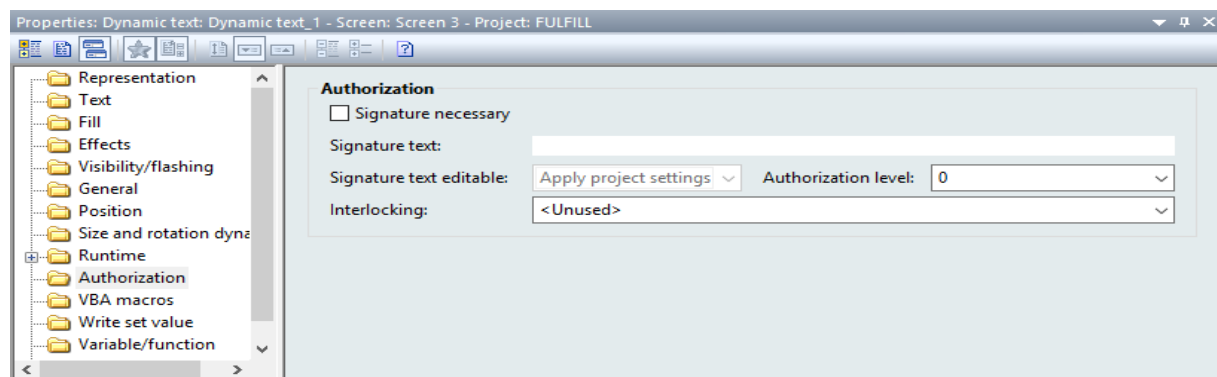 Properties: Dynamic text: Dynamic text_1 - Screen: Screen 3 - Project: FULFILL
Representation
Text
Fill
Effects
Visibility/flashing
General
Position
Size and rotation dyna
Runtime
Authorization
VBA macros
Write set value
Variable/function
Authorization
Signature necessary
Signature text:
Signature text editable: Apply project settings Authorization level: 0
Interlocking: <Unused>